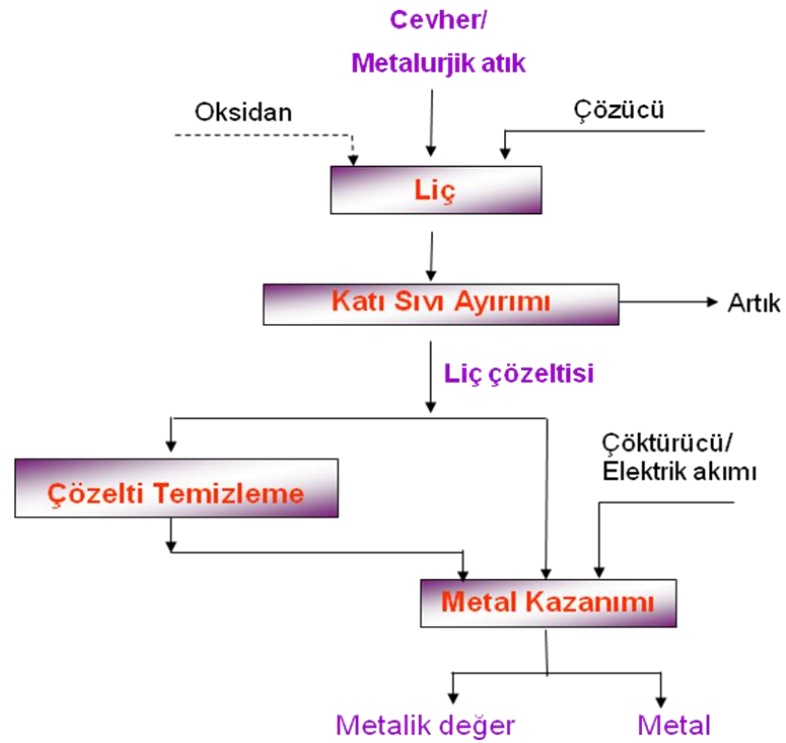 Cevher/
Metalurjik atık
Oksidan
Çözücü
Liç
Katı Sıvı Ayırımı
Artık
Liç çözeltisi
Çöktürücü/
Elektrik akımı
Çözelti Temizleme
Metal Kazanımı
Metalik değer
Metal